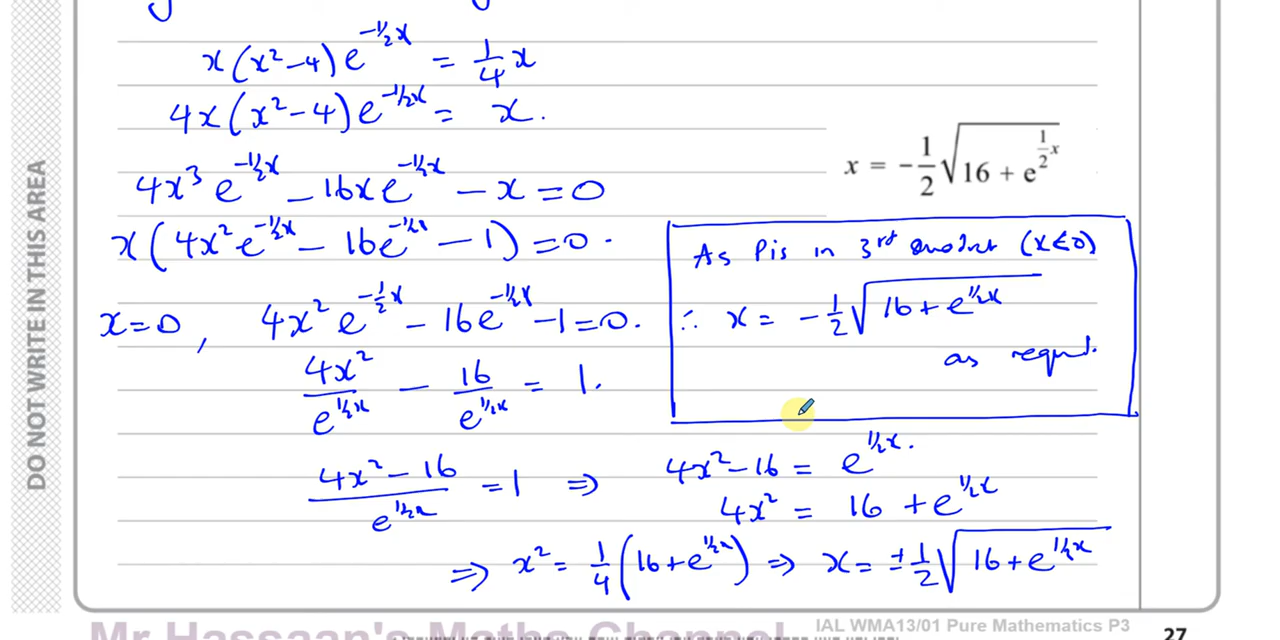 x(x²-4)e^{-1/2x} = 1/4 x
4x(x²-4)e^{-1/2x} = x.
4x³e^{-1/2x} - 16xe^{-1/2x} - x = 0
x(4x²e^{-1/2x} - 16e^{-1/2x} - 1) = 0.
x=0, 4x²e^{-1/2x} - 16e^{-1/2x} - 1 = 0.
4x²/e^{1/2x} - 16/e^{1/2x} = 1.
(4x²-16)/e^{1/2x} = 1 ⇒ 4x²-16 = e^{1/2x}.
4x² = 16 + e^{1/2x}
⇒ x² = 1/4(16+e^{1/2x}) ⇒ x = ±1/2√(16+e^{1/2x})
x = -1/2√(16 + e^{1/2 x})
As P is in 3rd (x<0)
∴ x = -1/2√(16+e^{1/2x})
as reqd.
DO NOT WRITE IN THIS AREA
Mr Hassaan's Maths Channel
IAL WMA13/01 Pure Mathematics P3
27